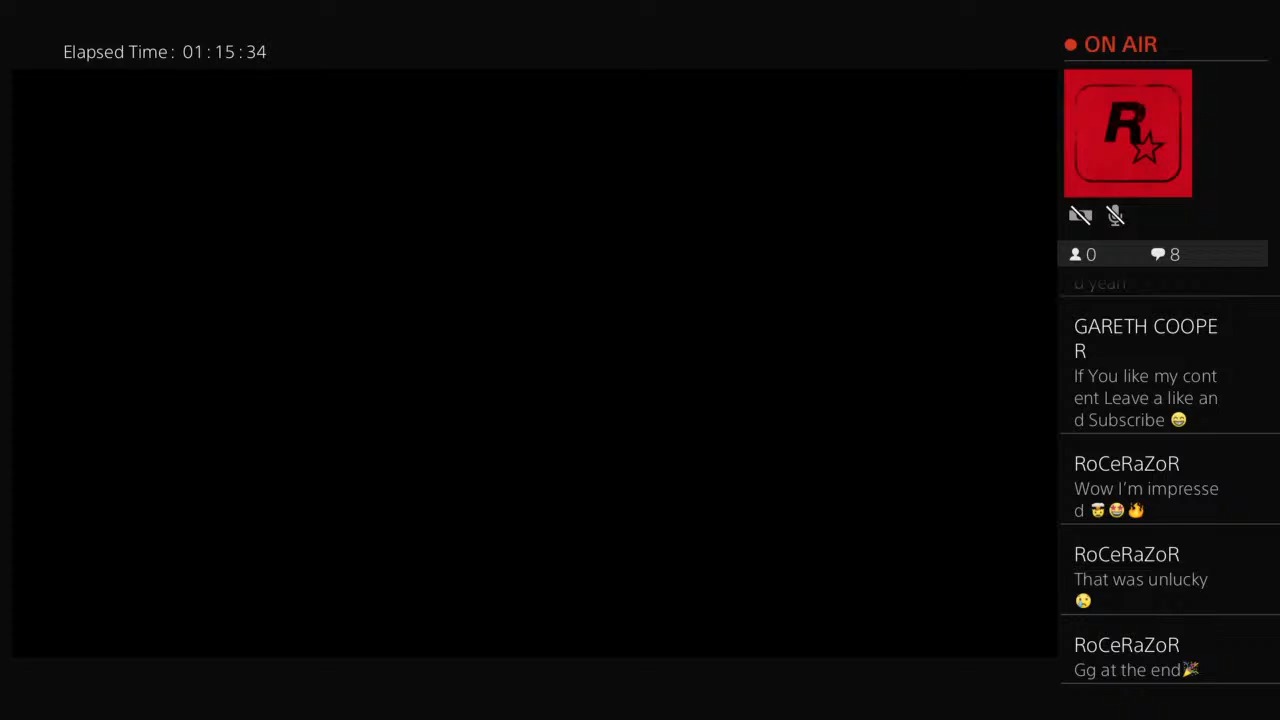 Elapsed Time: 01:15:34
ON AIR
R
0 8
u yeah
GARETH COOPE
R
If You like my cont
ent Leave a like an
d Subscribe 😁
RoCeRaZoR
Wow I'm impresse
d 🤠🤩🔥
RoCeRaZoR
That was unlucky
😢
RoCeRaZoR
Gg at the end🎉